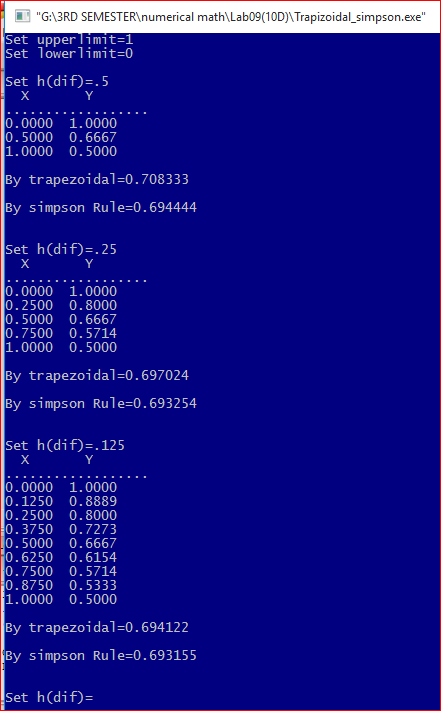 "G:\3RD SEMESTER\numerical math\Lab09(10D)\Trapizoidal_simpson.exe"
Set upperlimit=1
Set lowerlimit=0
Set h(dif)=.5
X Y
..................
0.0000 1.0000
0.5000 0.6667
1.0000 0.5000
By trapezoidal=0.708333
By simpson Rule=0.694444
Set h(dif)=.25
X Y
..................
0.0000 1.0000
0.2500 0.8000
0.5000 0.6667
0.7500 0.5714
1.0000 0.5000
By trapezoidal=0.697024
By simpson Rule=0.693254
Set h(dif)=.125
X Y
..................
0.0000 1.0000
0.1250 0.8889
0.2500 0.8000
0.3750 0.7273
0.5000 0.6667
0.6250 0.6154
0.7500 0.5714
0.8750 0.5333
1.0000 0.5000
By trapezoidal=0.694122
By simpson Rule=0.693155
Set h(dif)=